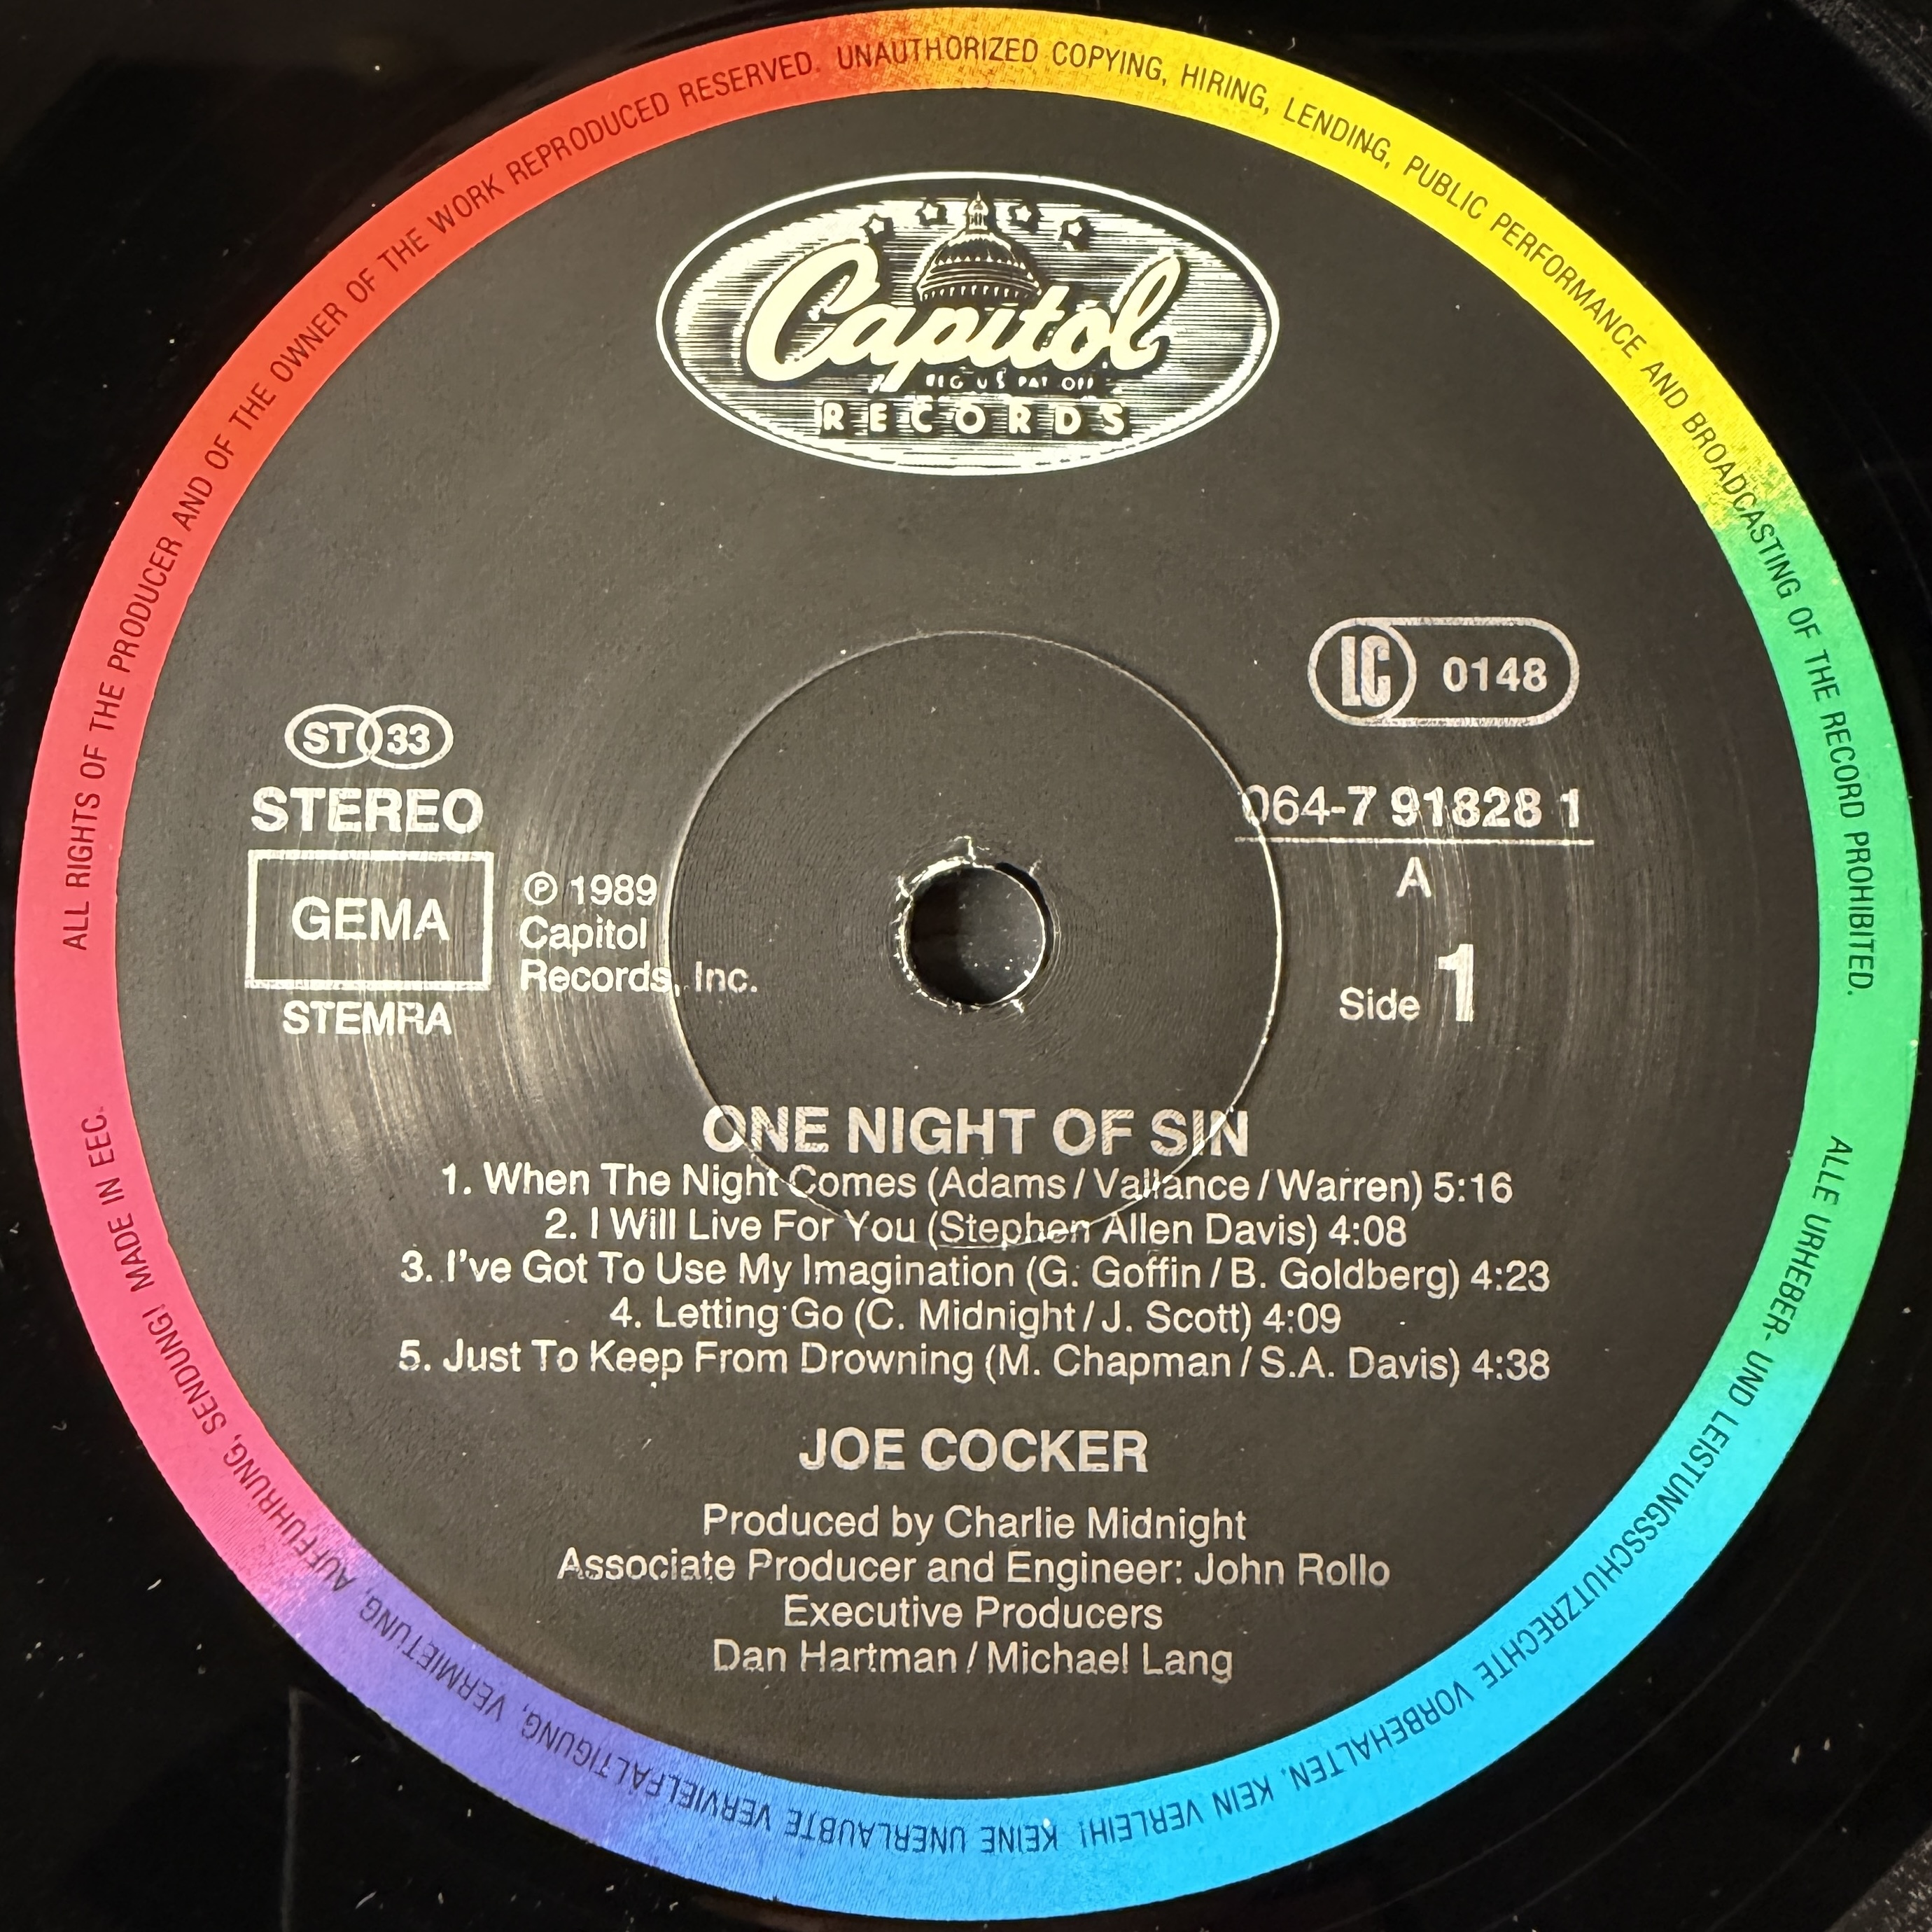 ALL RIGHTS OF THE PRODUCER AND OF THE OWNER OF THE WORK REPRODUCED RESERVED. UNAUTHORIZED COPYING, HIRING, LENDING, PUBLIC PERFORMANCE AND BROADCASTING OF THE RECORD PROHIBITED.
Capitol
REG US PAT OFF
RECORDS
LC 0148
ST 33
STEREO
GEMA
STEMRA
℗ 1989
Capitol
Records, Inc.
064-7 91828 1
A
Side 1
ONE NIGHT OF SIN
1. When The Night Comes (Adams/Vallance/Warren) 5:16
2. I Will Live For You (Stephen Allen Davis) 4:08
3. I've Got To Use My Imagination (G. Goffin/B. Goldberg) 4:23
4. Letting Go (C. Midnight/J. Scott) 4:09
5. Just To Keep From Drowning (M. Chapman/S.A. Davis) 4:38
JOE COCKER
Produced by Charlie Midnight
Associate Producer and Engineer: John Rollo
Executive Producers
Dan Hartman/Michael Lang
ALLE URHEBER- UND LEISTUNGSSCHUTZRECHTE VORBEHALTEN. KEIN VERLEIH! KEINE UNERLAUBTE VERVIELFÄLTIGUNG, VERMIETUNG, AUFFÜHRUNG, SENDUNG! MADE IN EEC.